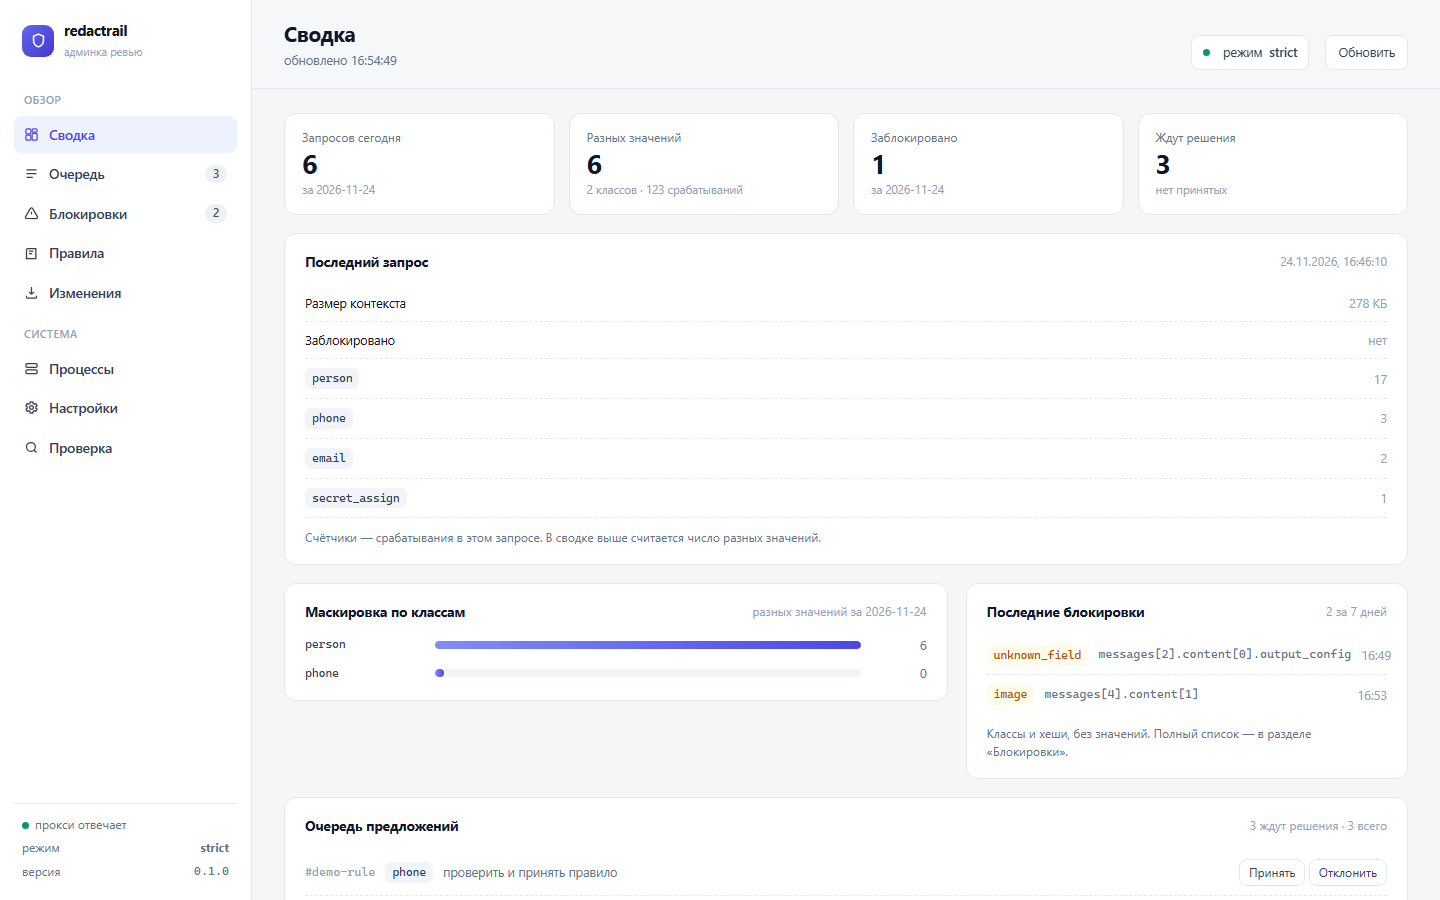 redactrail
админка ревью
ОБЗОР
Сводка
Очередь 3
Блокировки 2
Правила
Изменения
СИСТЕМА
Процессы
Настройки
Проверка
прокси отвечает
режим strict
версия 0.1.0
Сводка
обновлено 16:54:49
режим strict
Обновить
Запросов сегодня
6
за 2026-11-24
Разных значений
6
2 классов · 123 срабатываний
Заблокировано
1
за 2026-11-24
Ждут решения
3
нет принятых
Последний запрос 24.11.2026, 16:46:10
Размер контекста 278 КБ
Заблокировано нет
person 17
phone 3
email 2
secret_assign 1
Счётчики — срабатывания в этом запросе. В сводке выше считается число разных значений.
Маскировка по классам разных значений за 2026-11-24
person 6
phone 0
Последние блокировки 2 за 7 дней
unknown_field messages[2].content[0].output_config 16:49
image messages[4].content[1] 16:53
Классы и хеши, без значений. Полный список — в разделе
«Блокировки».
Очередь предложений 3 ждут решения · 3 всего
#demo-rule phone проверить и принять правило Принять Отклонить